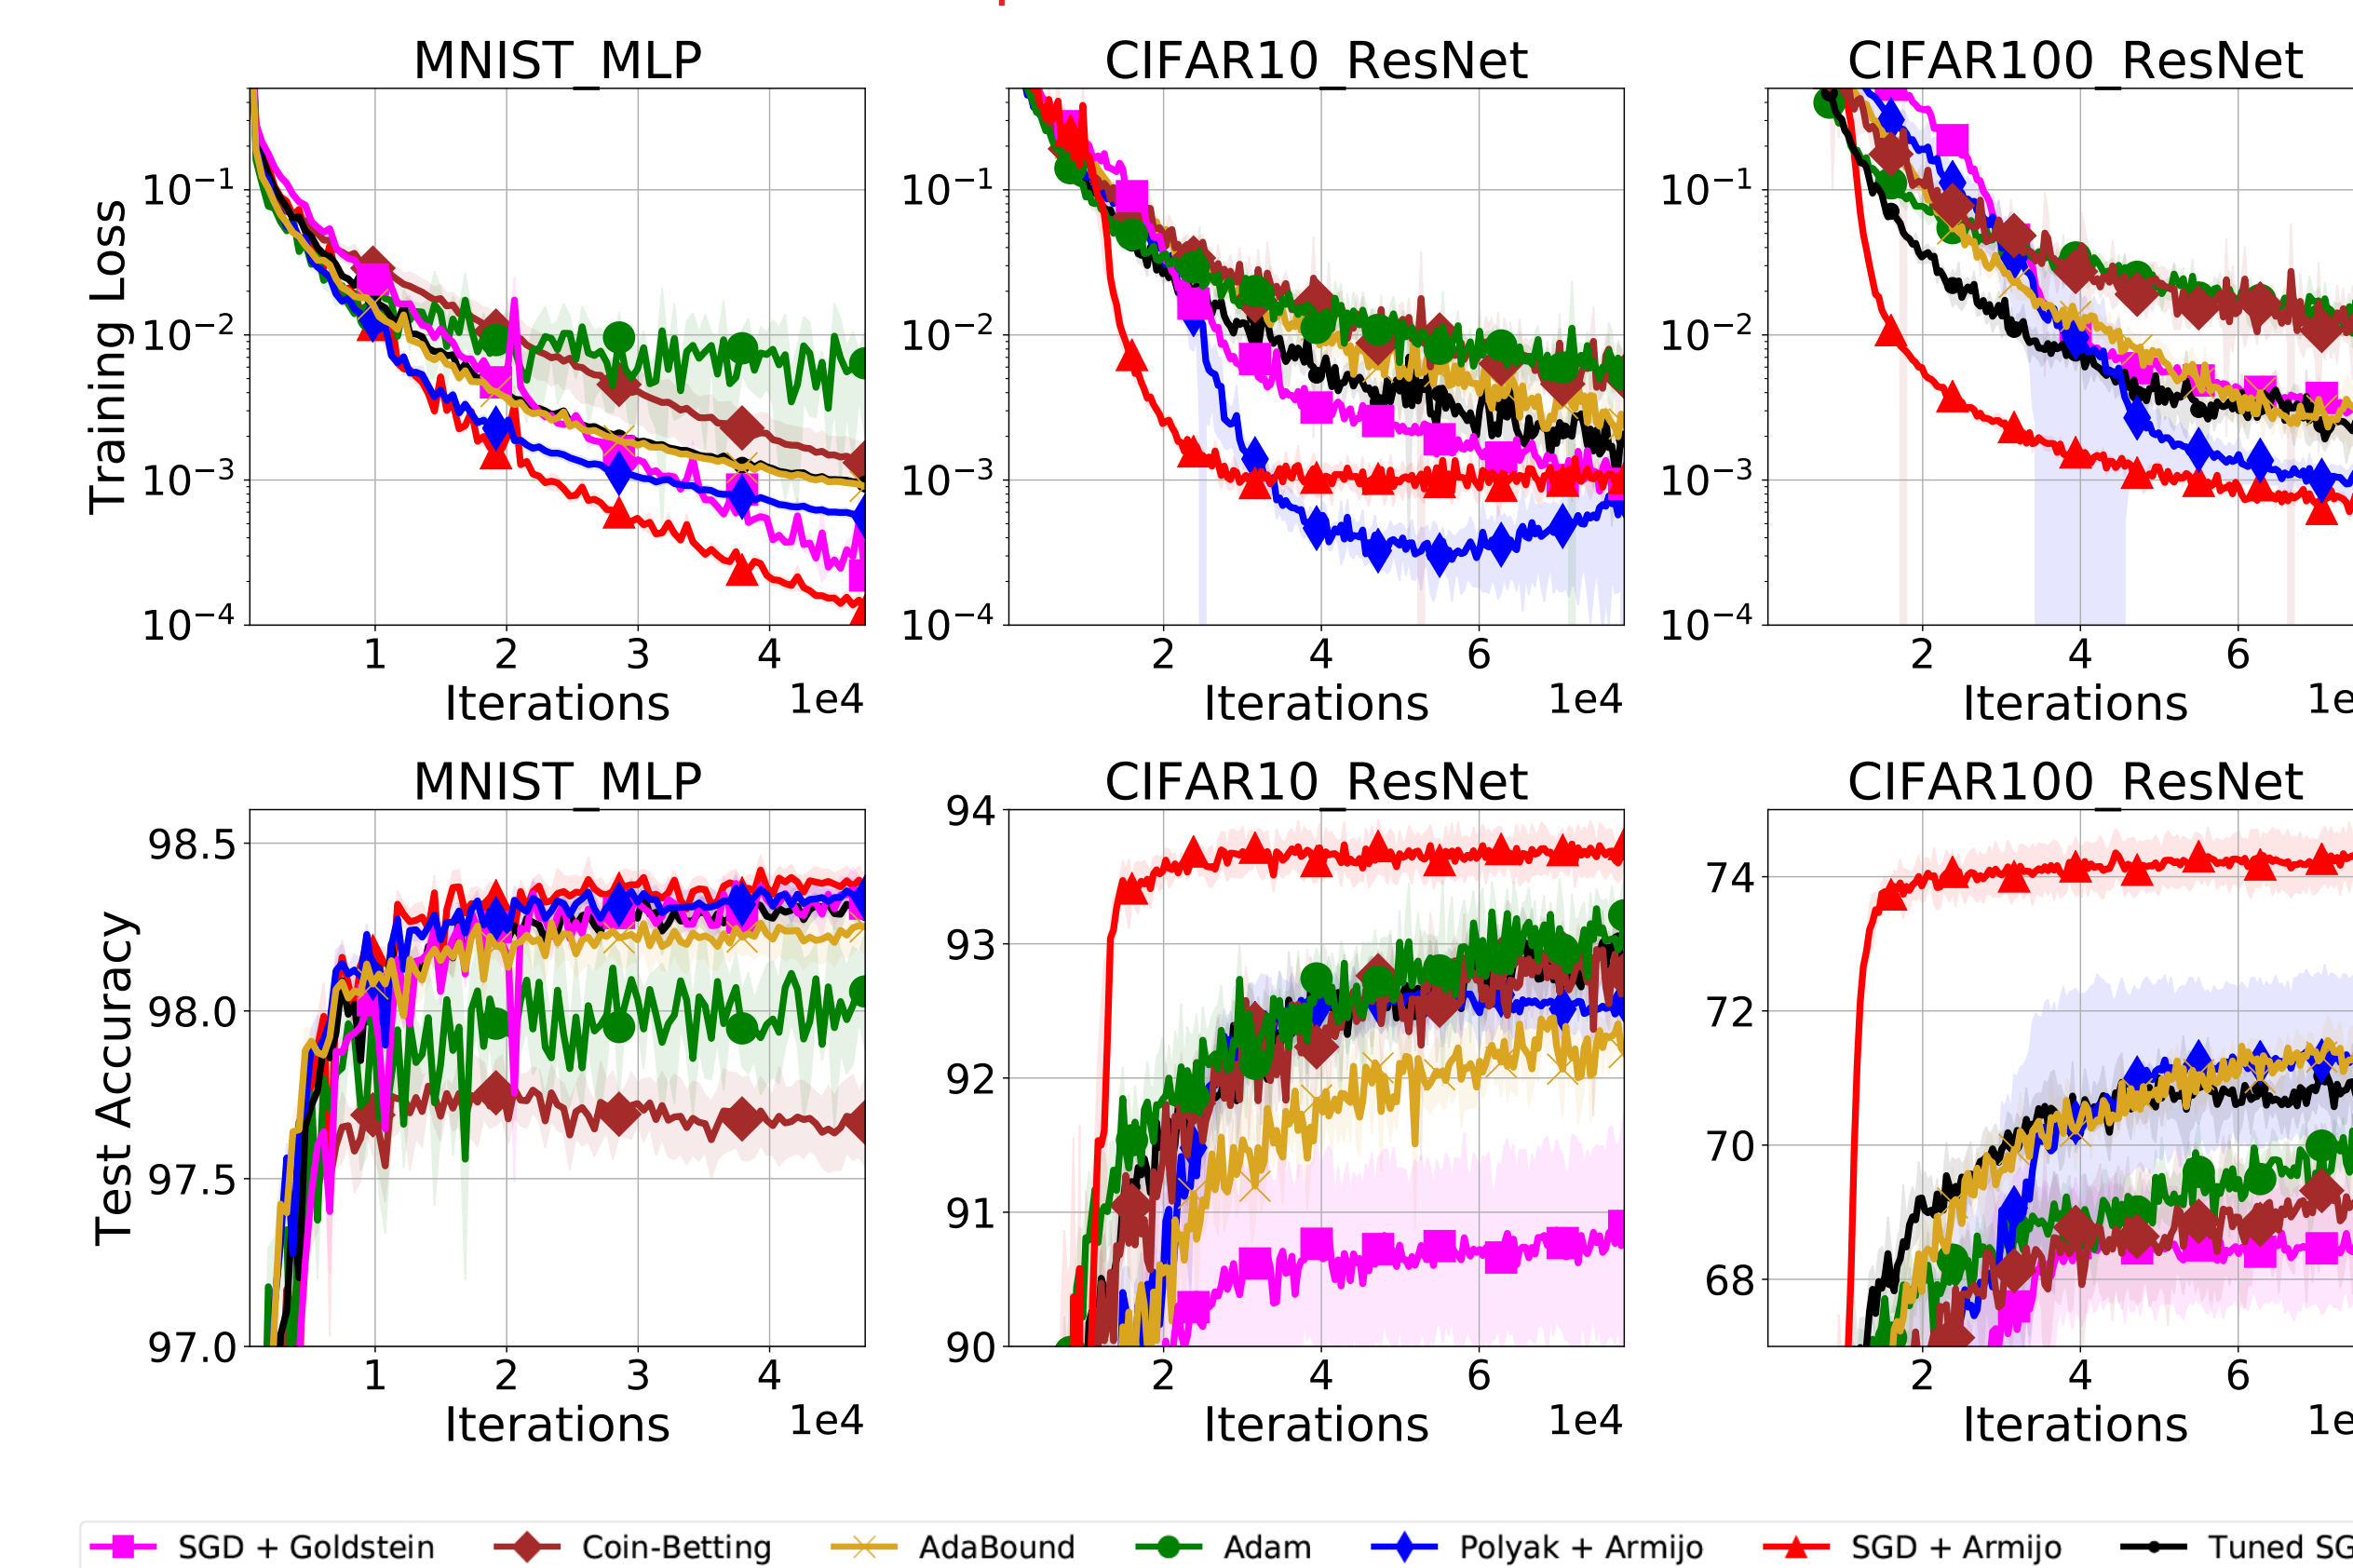 MNIST_MLP
CIFAR10_ResNet
CIFAR100_ResNet
Training Loss
10⁻¹
10⁻²
10⁻³
10⁻⁴
1 2 3 4
Iterations
1e4
10⁻¹
10⁻²
10⁻³
10⁻⁴
2 4 6
Iterations
1e4
10⁻¹
10⁻²
10⁻³
10⁻⁴
2 4 6
Iterations
1e
MNIST_MLP
CIFAR10_ResNet
CIFAR100_ResNet
Test Accuracy
98.5
98.0
97.5
97.0
1 2 3 4
Iterations
1e4
94
93
92
91
90
2 4 6
Iterations
1e4
74
72
70
68
2 4 6
Iterations
1e
SGD + Goldstein Coin-Betting AdaBound Adam Polyak + Armijo SGD + Armijo Tuned SG